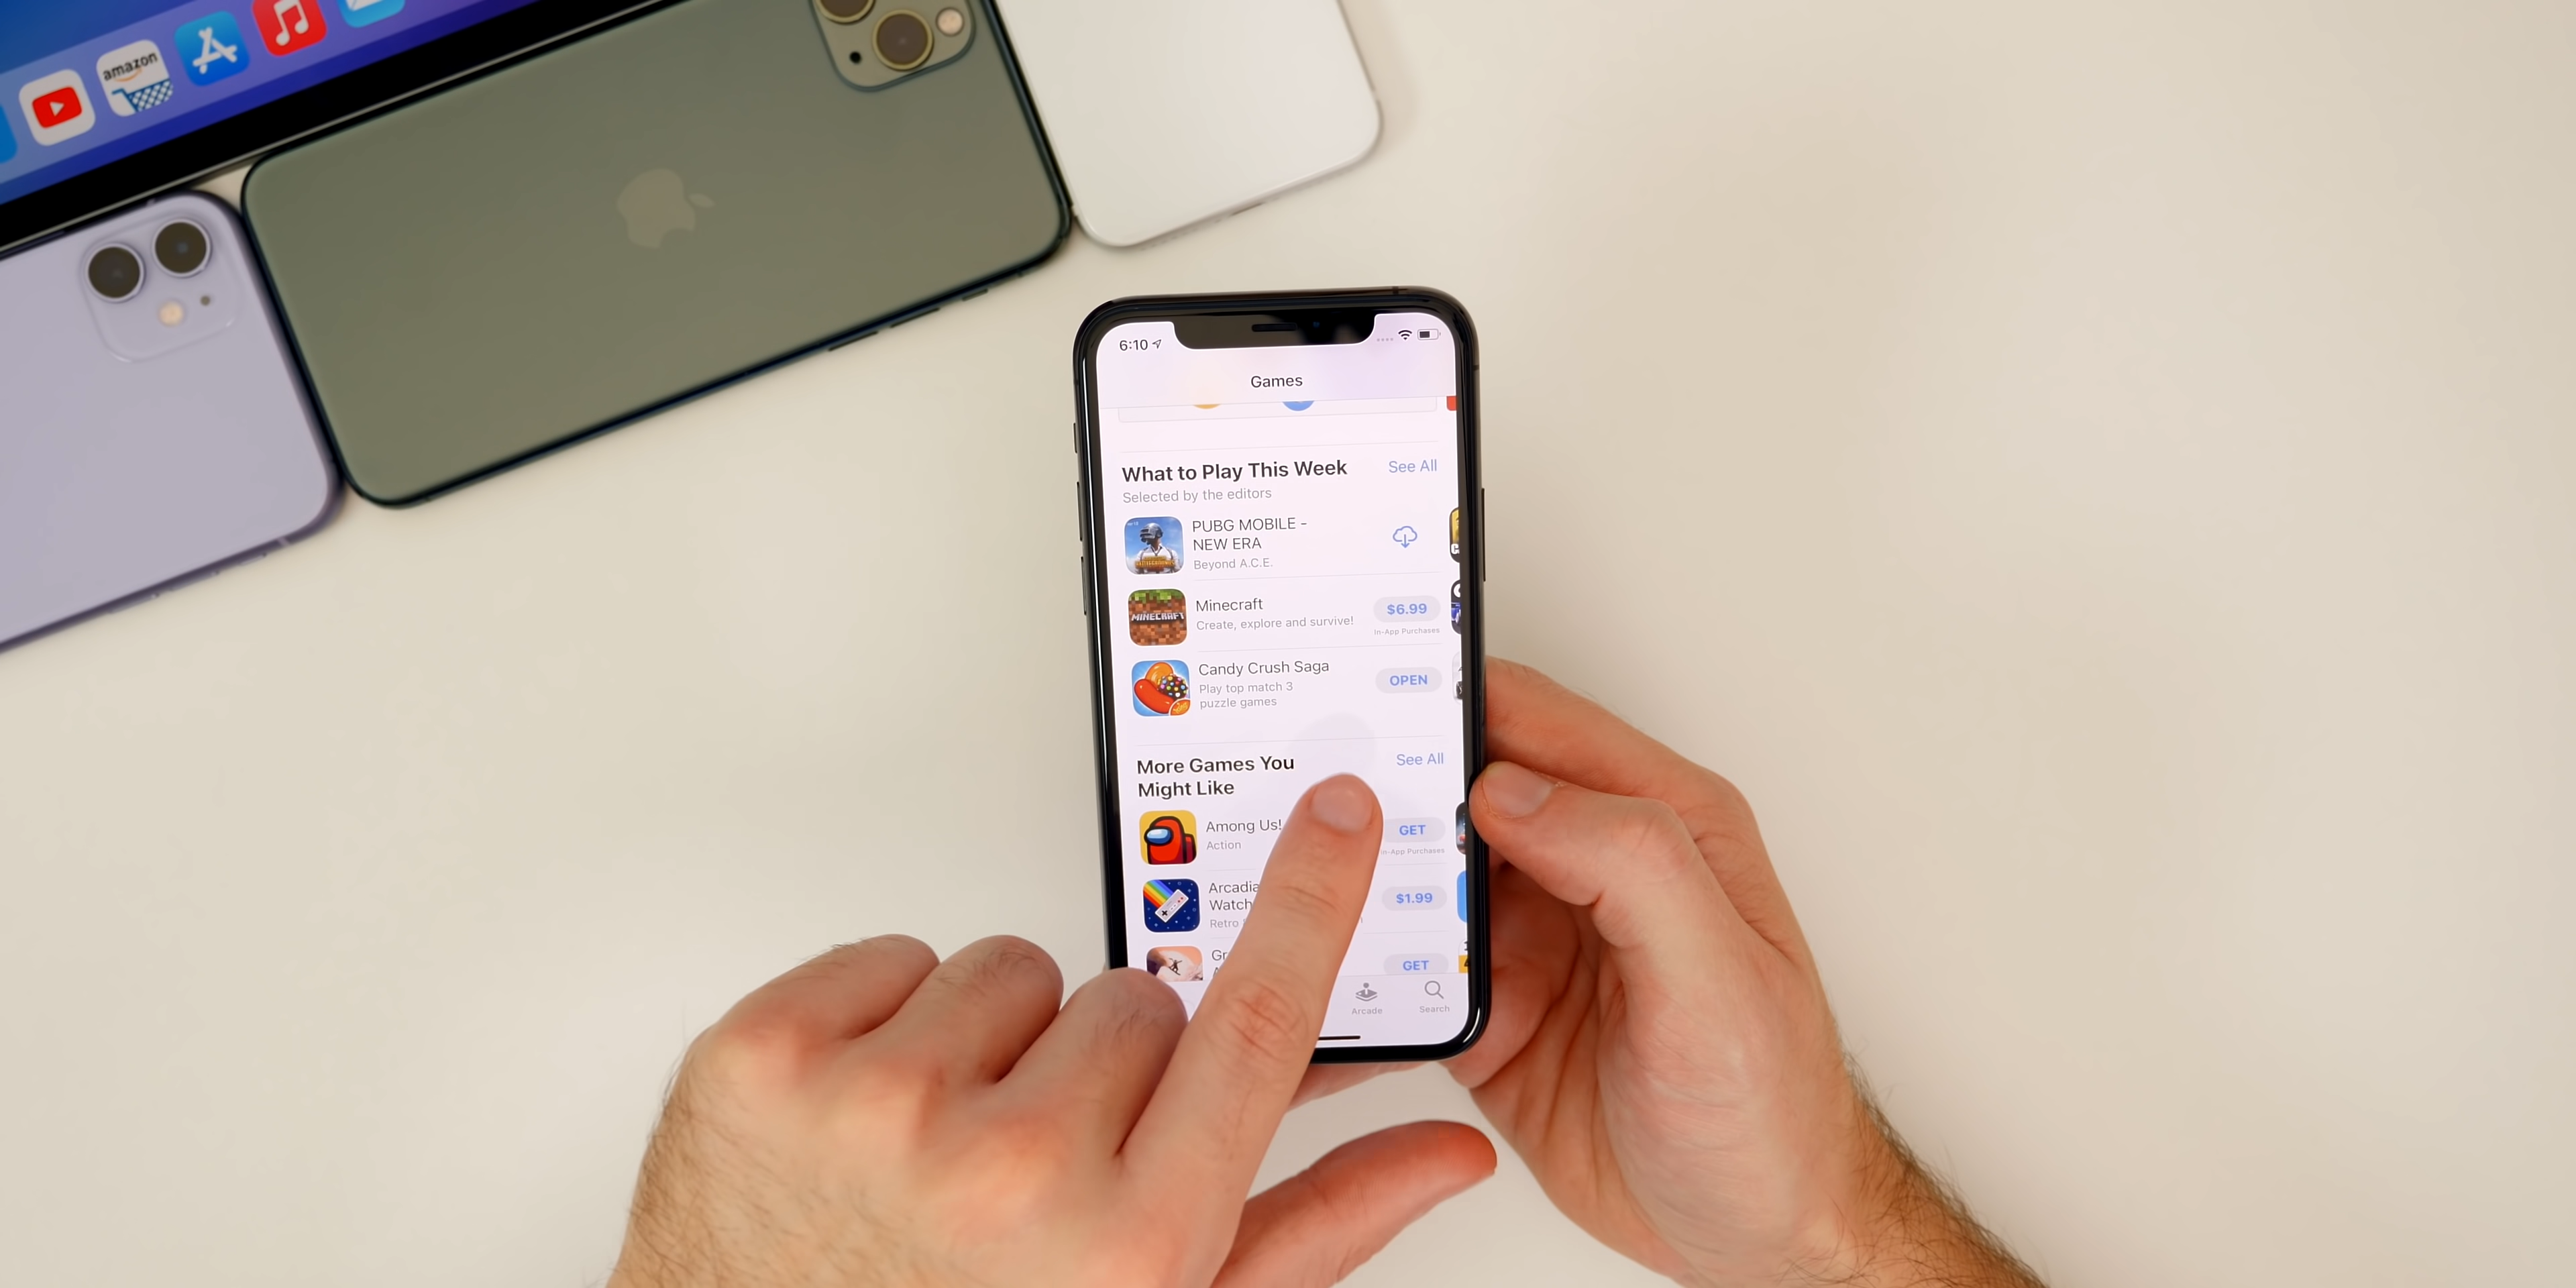 amazon
6:10
Games
What to Play This Week
See All
Selected by the editors
PUBG MOBILE -
NEW ERA
Beyond A.C.E.
MINECRAFT
Minecraft
Create, explore and survive!
$6.99
In-App Purchases
Candy Crush Saga
Play top match 3
puzzle games
OPEN
More Games You
Might Like
See All
Among Us!
Action
GET
In-App Purchases
Arcadia
Watch
Retro
$1.99
Gr
GET
Arcade
Search